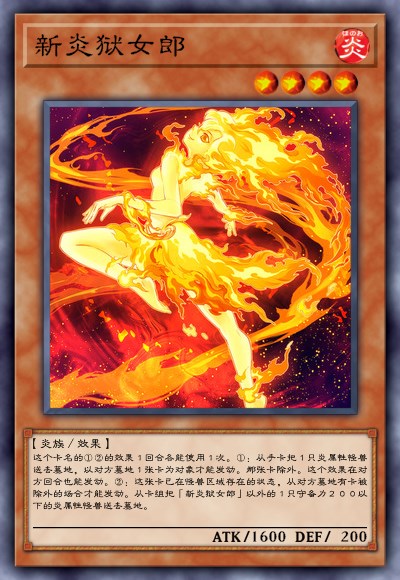 新炎狱女郎
ほのお
炎
【炎族／效果】
这个卡名的①②的效果1回合各能使用1次。①：从手卡把1只炎属性怪兽
送去墓地，以对方墓地1张卡为对象才能发动。那张卡除外。这个效果在对
方回合也能发动。②：这张卡已在怪兽区域存在的状态，从对方墓地有卡被
除外的场合才能发动。从卡组把「新炎狱女郎」以外的1只守备力200以
下的炎属性怪兽送去墓地。
ATK/1600 DEF/ 200